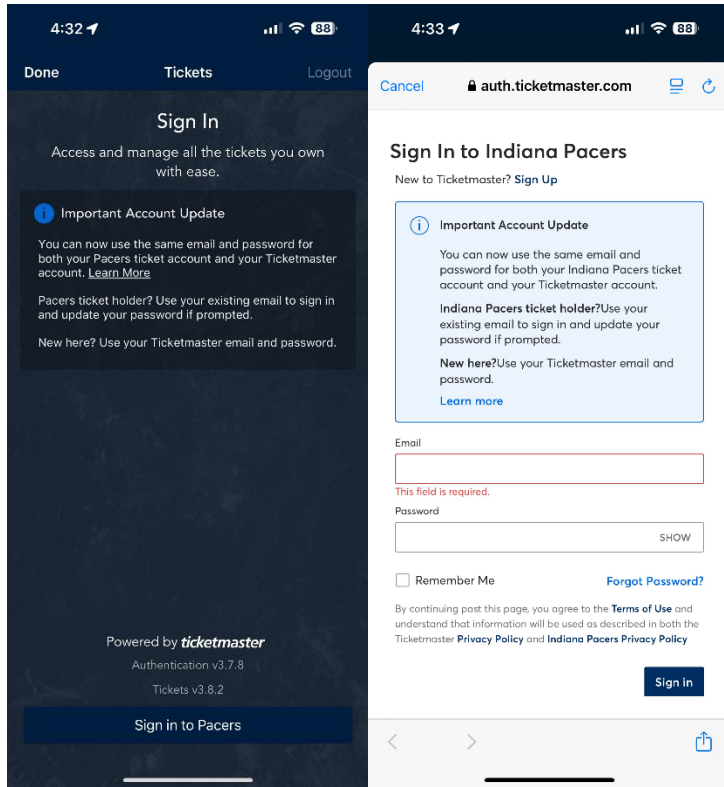 4:32
88
Done
Tickets
Logout
Sign In
Access and manage all the tickets you own
with ease.
Important Account Update
You can now use the same email and password for
both your Pacers ticket account and your Ticketmaster
account. Learn More
Pacers ticket holder? Use your existing email to sign in
and update your password if prompted.
New here? Use your Ticketmaster email and password.
Powered by ticketmaster
Authentication v3.7.8
Tickets v3.8.2
Sign in to Pacers
4:33
88
Cancel
auth.ticketmaster.com
Sign In to Indiana Pacers
New to Ticketmaster? Sign Up
Important Account Update
You can now use the same email and
password for both your Indiana Pacers ticket
account and your Ticketmaster account.
Indiana Pacers ticket holder?Use your
existing email to sign in and update your
password if prompted.
New here?Use your Ticketmaster email and
password.
Learn more
Email
This field is required.
Password
SHOW
Remember Me
Forgot Password?
By continuing past this page, you agree to the Terms of Use and
understand that information will be used as described in both the
Ticketmaster Privacy Policy and Indiana Pacers Privacy Policy
Sign in